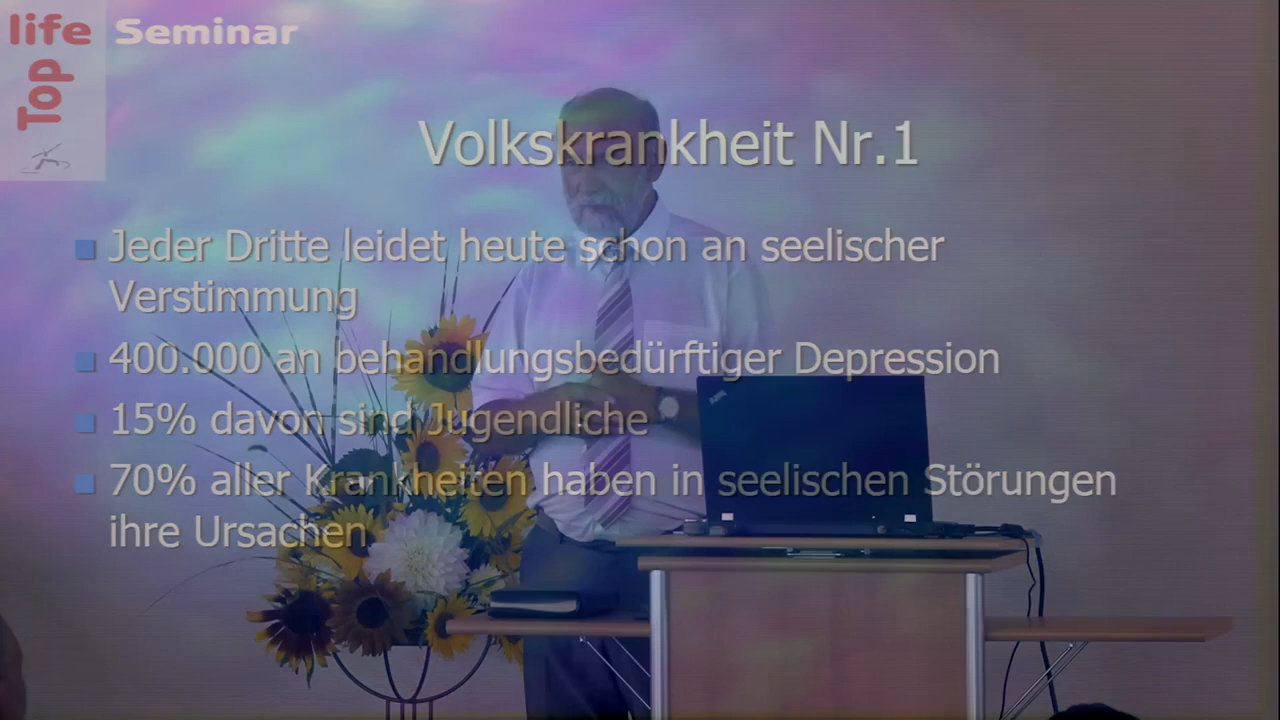 life Seminar
Top
Volkskrankheit Nr.1
Jeder Dritte leidet heute schon an seelischer
Verstimmung
400.000 an behandlungsbedürftiger Depression
15% davon sind Jugendliche
70% aller Krankheiten haben in seelischen Störungen
ihre Ursachen